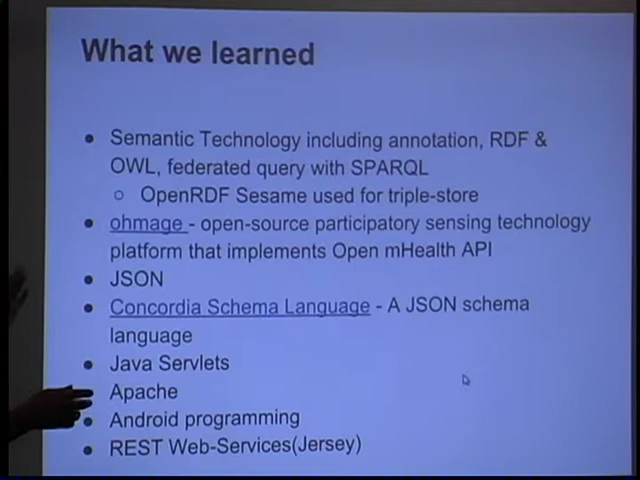 What we learned
• Semantic Technology including annotation, RDF &
OWL, federated query with SPARQL
○ OpenRDF Sesame used for triple-store
• ohmage - open-source participatory sensing technology
platform that implements Open mHealth API
• JSON
• Concordia Schema Language - A JSON schema
language
• Java Servlets
• Apache
• Android programming
• REST Web-Services(Jersey)